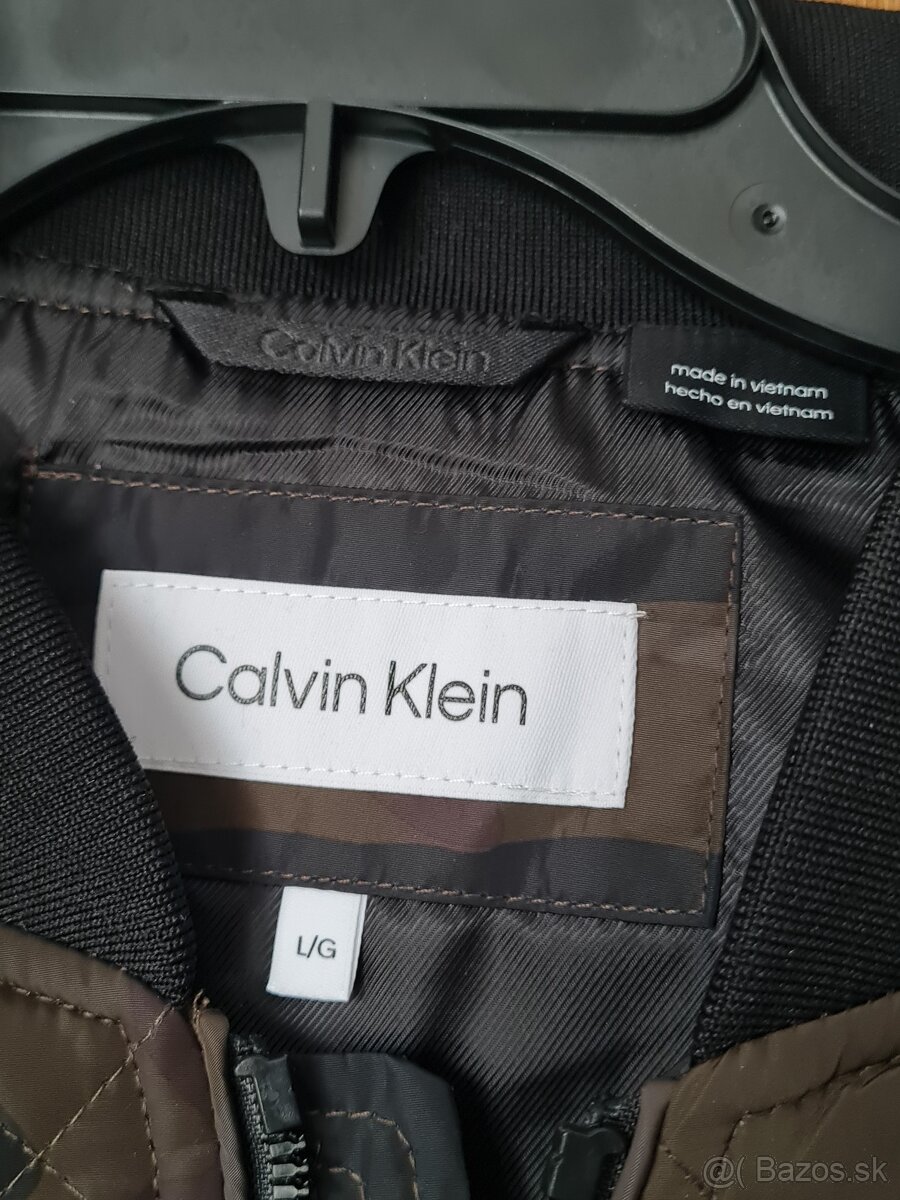 Calvin Klein
made in vietnam
hecho en vietnam
Calvin Klein
L/G
@( Bazos.sk